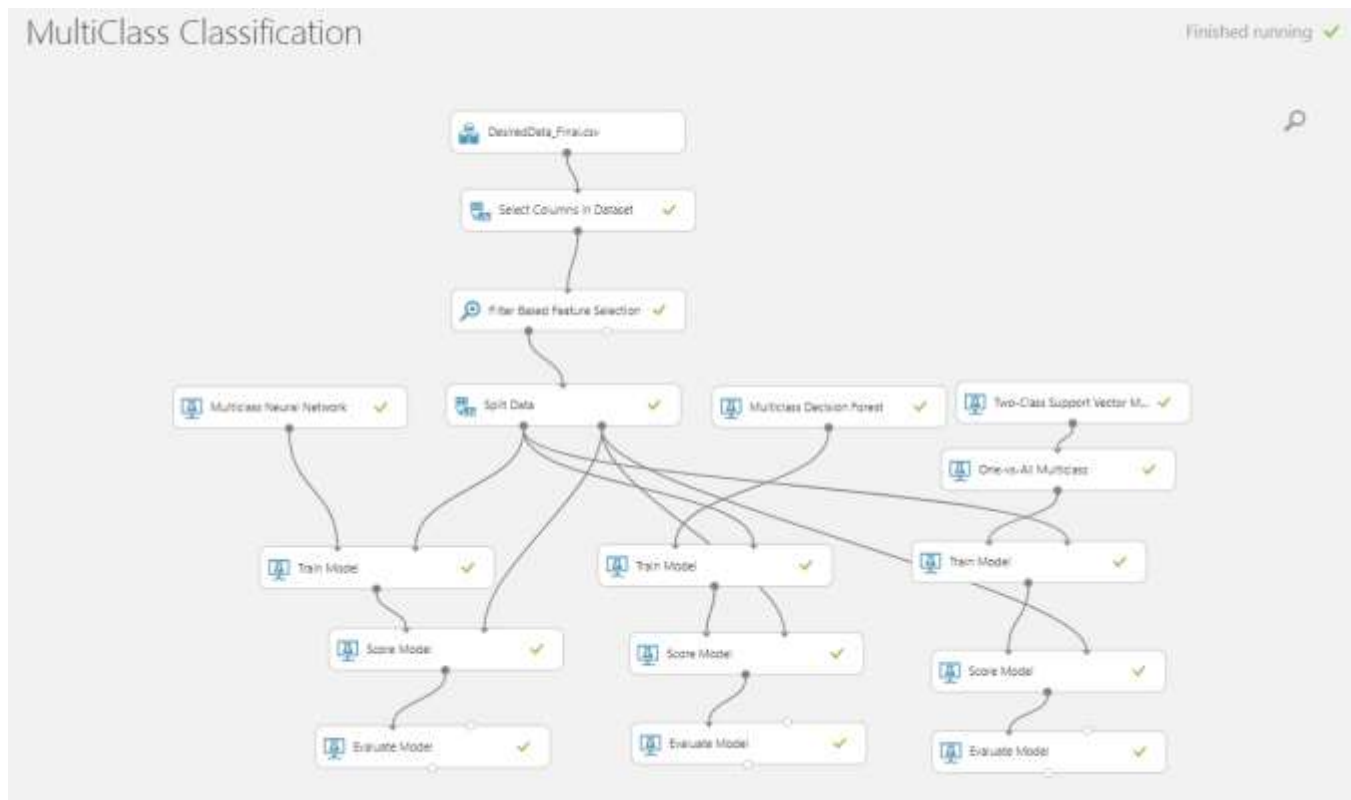 MultiClass Classification
Finished running
DesiredData_Final.csv
Select Columns in Dataset
Filter Based Feature Selection
Multiclass Neural Network
Split Data
Multiclass Decision Forest
Two-Class Support Vector M...
One-vs-All Multiclass
Train Model
Train Model
Train Model
Score Model
Score Model
Score Model
Evaluate Model
Evaluate Model
Evaluate Model